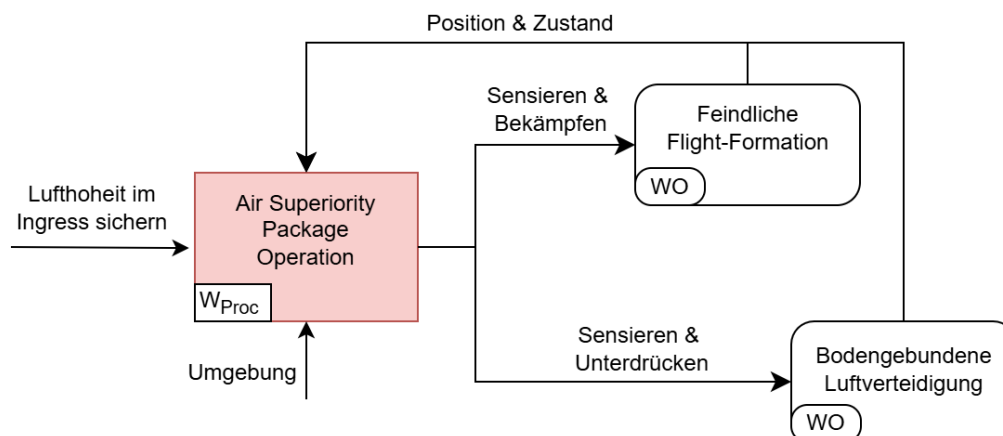 Position & Zustand
Sensieren &
Bekämpfen
Feindliche
Flight-Formation
WO
Lufthoheit im
Ingress sichern
Air Superiority
Package
Operation
W_Proc
Umgebung
Sensieren &
Unterdrücken
Bodengebundene
Luftverteidigung
WO